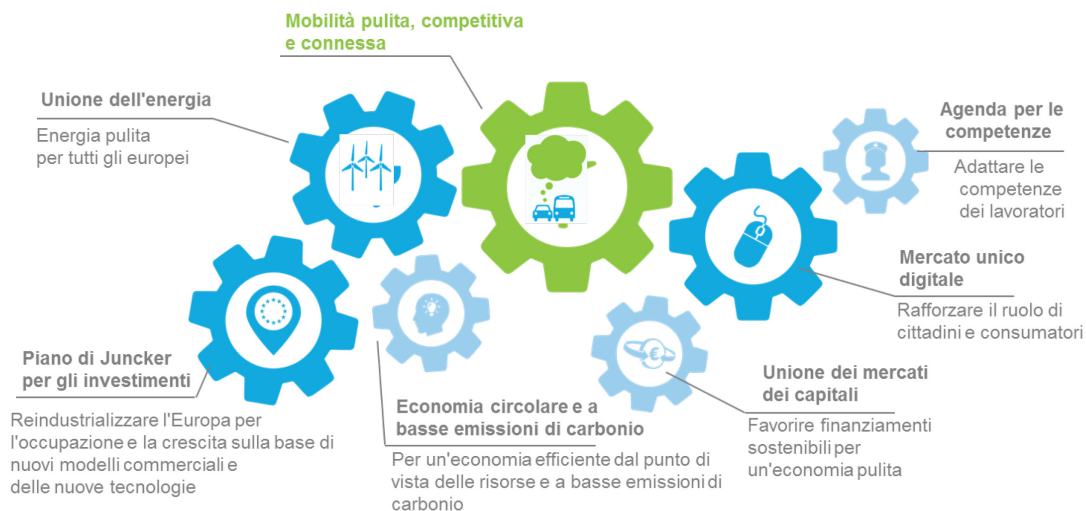 Mobilità pulita, competitiva
e connessa
Unione dell'energia
Energia pulita
per tutti gli europei
Agenda per le
competenze
Adattare le
competenze
dei lavoratori
Mercato unico
digitale
Rafforzare il ruolo di
cittadini e consumatori
Piano di Juncker
per gli investimenti
Reindustrializzare l'Europa per
l'occupazione e la crescita sulla base di
nuovi modelli commerciali e
delle nuove tecnologie
Economia circolare e a
basse emissioni di carbonio
Per un'economia efficiente dal punto di
vista delle risorse e a basse emissioni di
carbonio
Unione dei mercati
dei capitali
Favorire finanziamenti
sostenibili per
un'economia pulita
€